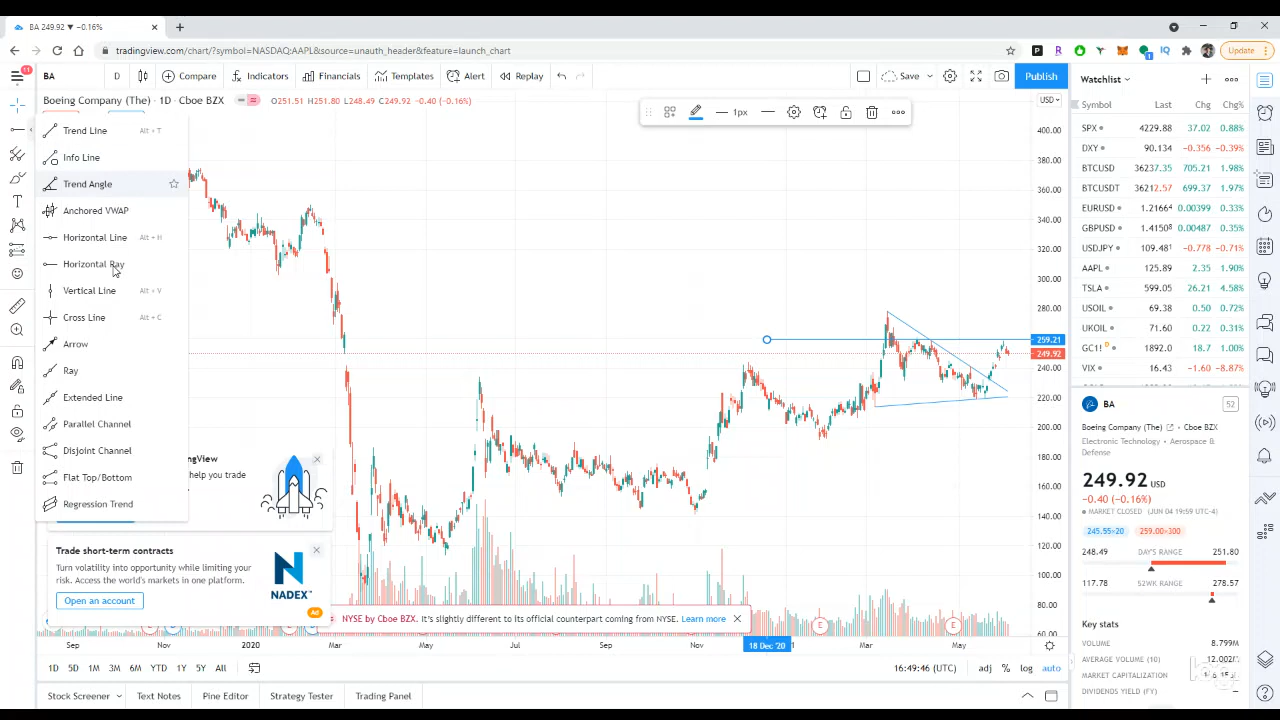 BA 249.92 ▼ −0.16%
tradingview.com/chart/?symbol=NASDAQ:AAPL&source=unauth_header&feature=launch_chart
Update
11
BA
D
Compare
Indicators
Financials
Templates
Alert
Replay
Save
Publish
Boeing Company (The) · 1D · Cboe BZX
O251.51 H251.80 L248.49 C249.92 −0.40 (−0.16%)
1px
USD
Trend Line Alt + T
Info Line
Trend Angle
Anchored VWAP
Horizontal Line Alt + H
Horizontal Ray
Vertical Line Alt + V
Cross Line Alt + C
Arrow
Ray
Extended Line
Parallel Channel
Disjoint Channel
Flat Top/Bottom
Regression Trend
help you trade
Trade short-term contracts
Turn volatility into opportunity while limiting your
risk. Access the world's markets in one platform.
Open an account
NADEX
Ad
NYSE by Cboe BZX. It's slightly different to its official counterpart coming from NYSE. Learn more
E
E
400.00
380.00
360.00
340.00
320.00
300.00
280.00
259.21
249.92
240.00
220.00
200.00
180.00
160.00
140.00
120.00
100.00
80.00
60.00
Sep
Nov
2020
Mar
May
Jul
Sep
Nov
18 Dec '20
Mar
May
1D 5D 1M 3M 6M YTD 1Y 5Y All
16:49:46 (UTC)
adj % log auto
Stock Screener
Text Notes
Pine Editor
Strategy Tester
Trading Panel
Watchlist
Symbol Last Chg Chg%
SPX 4229.88 37.02 0.88%
DXY 90.134 −0.356 −0.39%
BTCUSD 36237.35 705.21 1.98%
BTCUSDT 36212.57 699.37 1.97%
EURUSD 1.21664 0.00399 0.33%
GBPUSD 1.41508 0.00487 0.35%
USDJPY 109.481 −0.778 −0.71%
AAPL 125.89 2.35 1.90%
TSLA 599.05 26.21 4.58%
USOIL 69.38 0.50 0.72%
UKOIL 71.60 0.22 0.31%
GC1! D 1892.0 18.7 1.00%
VIX 16.43 −1.60 −8.87%
BA
52
Boeing Company (The) Cboe BZX
Electronic Technology • Aerospace &
Defense
249.92 USD
−0.40 (−0.16%)
MARKET CLOSED (JUN 04 19:59 UTC-4)
245.55×20 259.00×300
248.49 DAY'S RANGE 251.80
117.78 52WK RANGE 278.57
Key stats
VOLUME 8.799M
AVERAGE VOLUME (10) 12.002M
MARKET CAPITALIZATION
DIVIDENDS YIELD (FY)